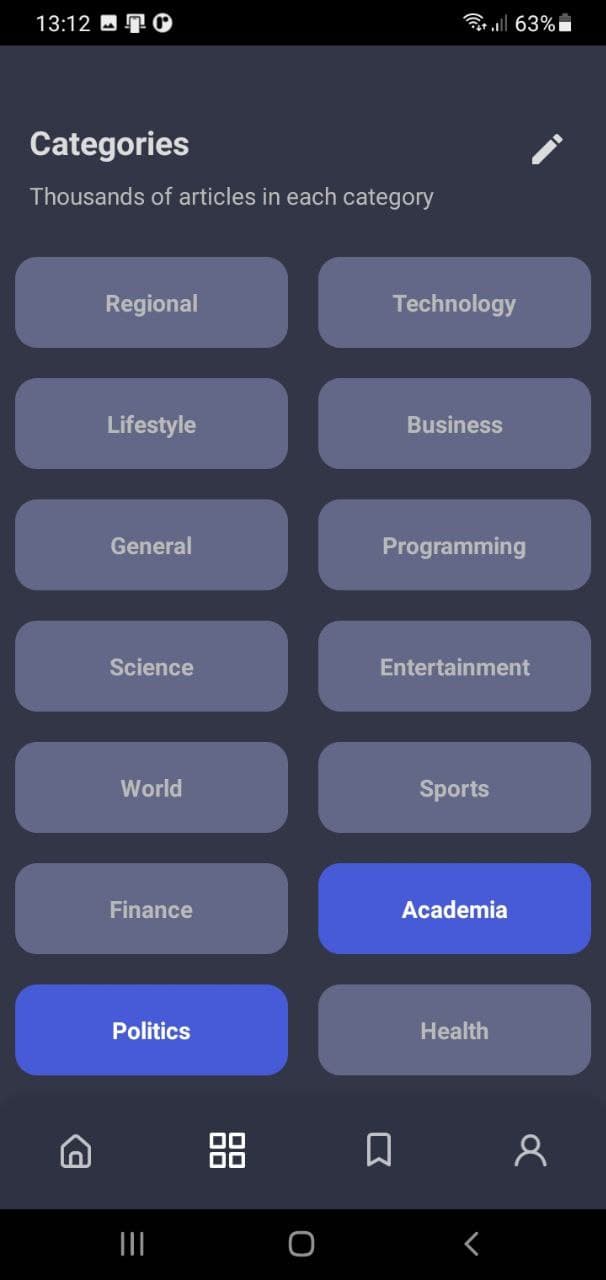 13:12 63%
Categories
Thousands of articles in each category
Regional Technology
Lifestyle Business
General Programming
Science Entertainment
World Sports
Finance Academia
Politics Health